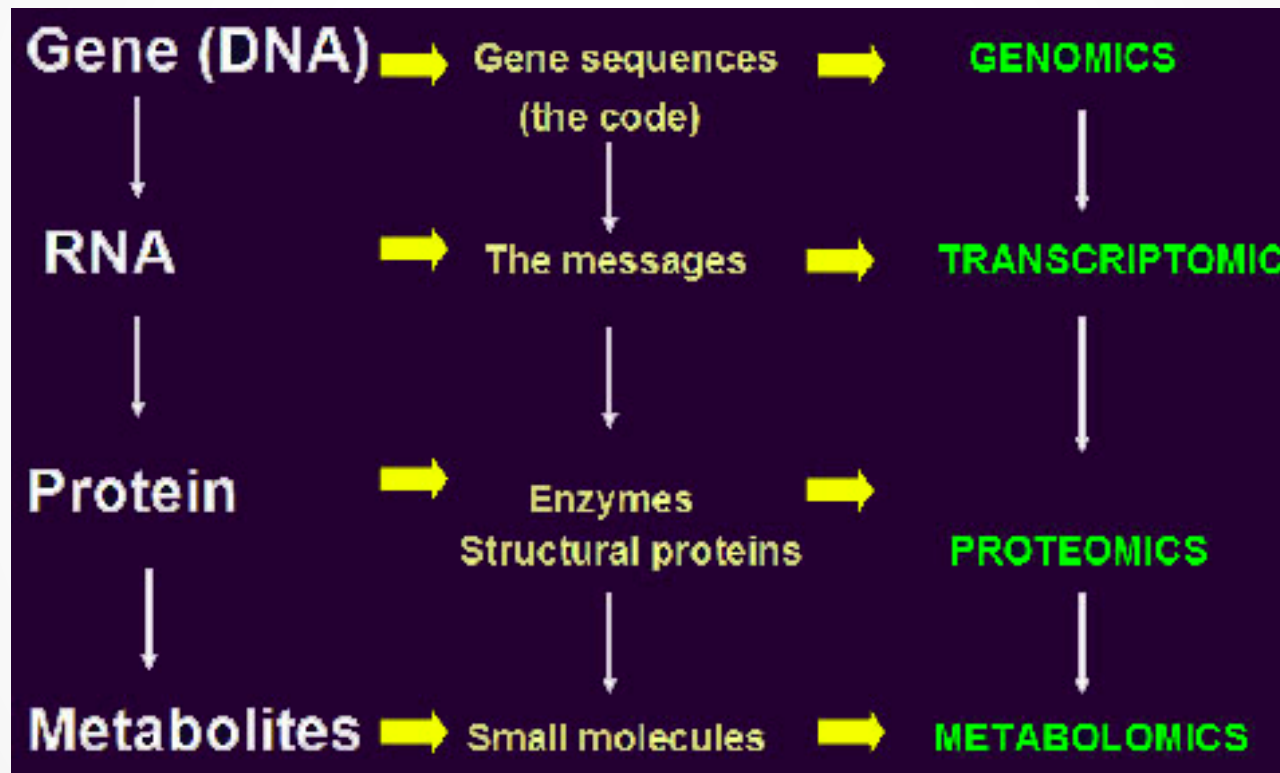 Gene (DNA)
Gene sequences
(the code)
GENOMICS
RNA
The messages
TRANSCRIPTOMIC
Protein
Enzymes
Structural proteins
PROTEOMICS
Metabolites
Small molecules
METABOLOMICS